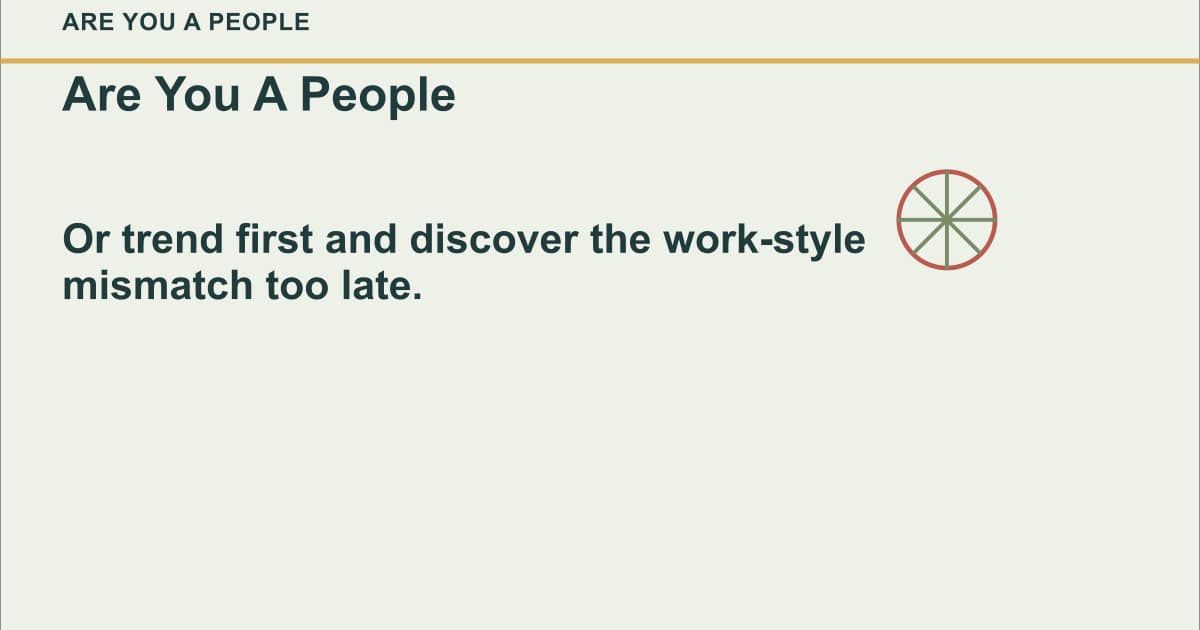 ARE YOU A PEOPLE
Are You A People
Or trend first and discover the work-style
mismatch too late.